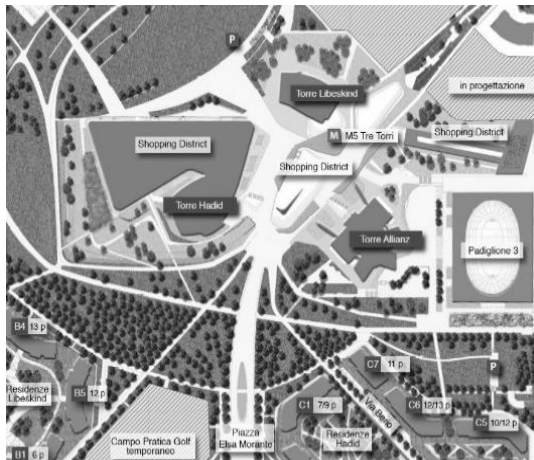 P
Torre Libeskind
in progettazione
M M5 Tre Torri
Shopping District
Shopping District
Shopping District
Torre Hadid
Torre Allianz
Padiglione 3
B4 13 p
Residenze
Libeskind
B5 12 p
B1 6 p
Campo Pratica Golf
temporaneo
Piazza
Elsa Morante
C1 7/9 p
Residenze
Hadid
Via Berio
C7 11 p
P
C6 12/13 p
C5 10/12 p